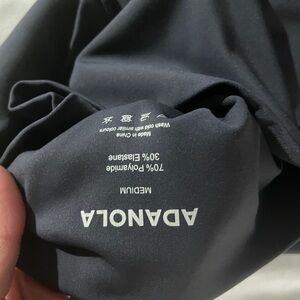 ADANOLA
MEDIUM
70% Polyamide
30% Elastane
Made in China
Wash cold with similar colours